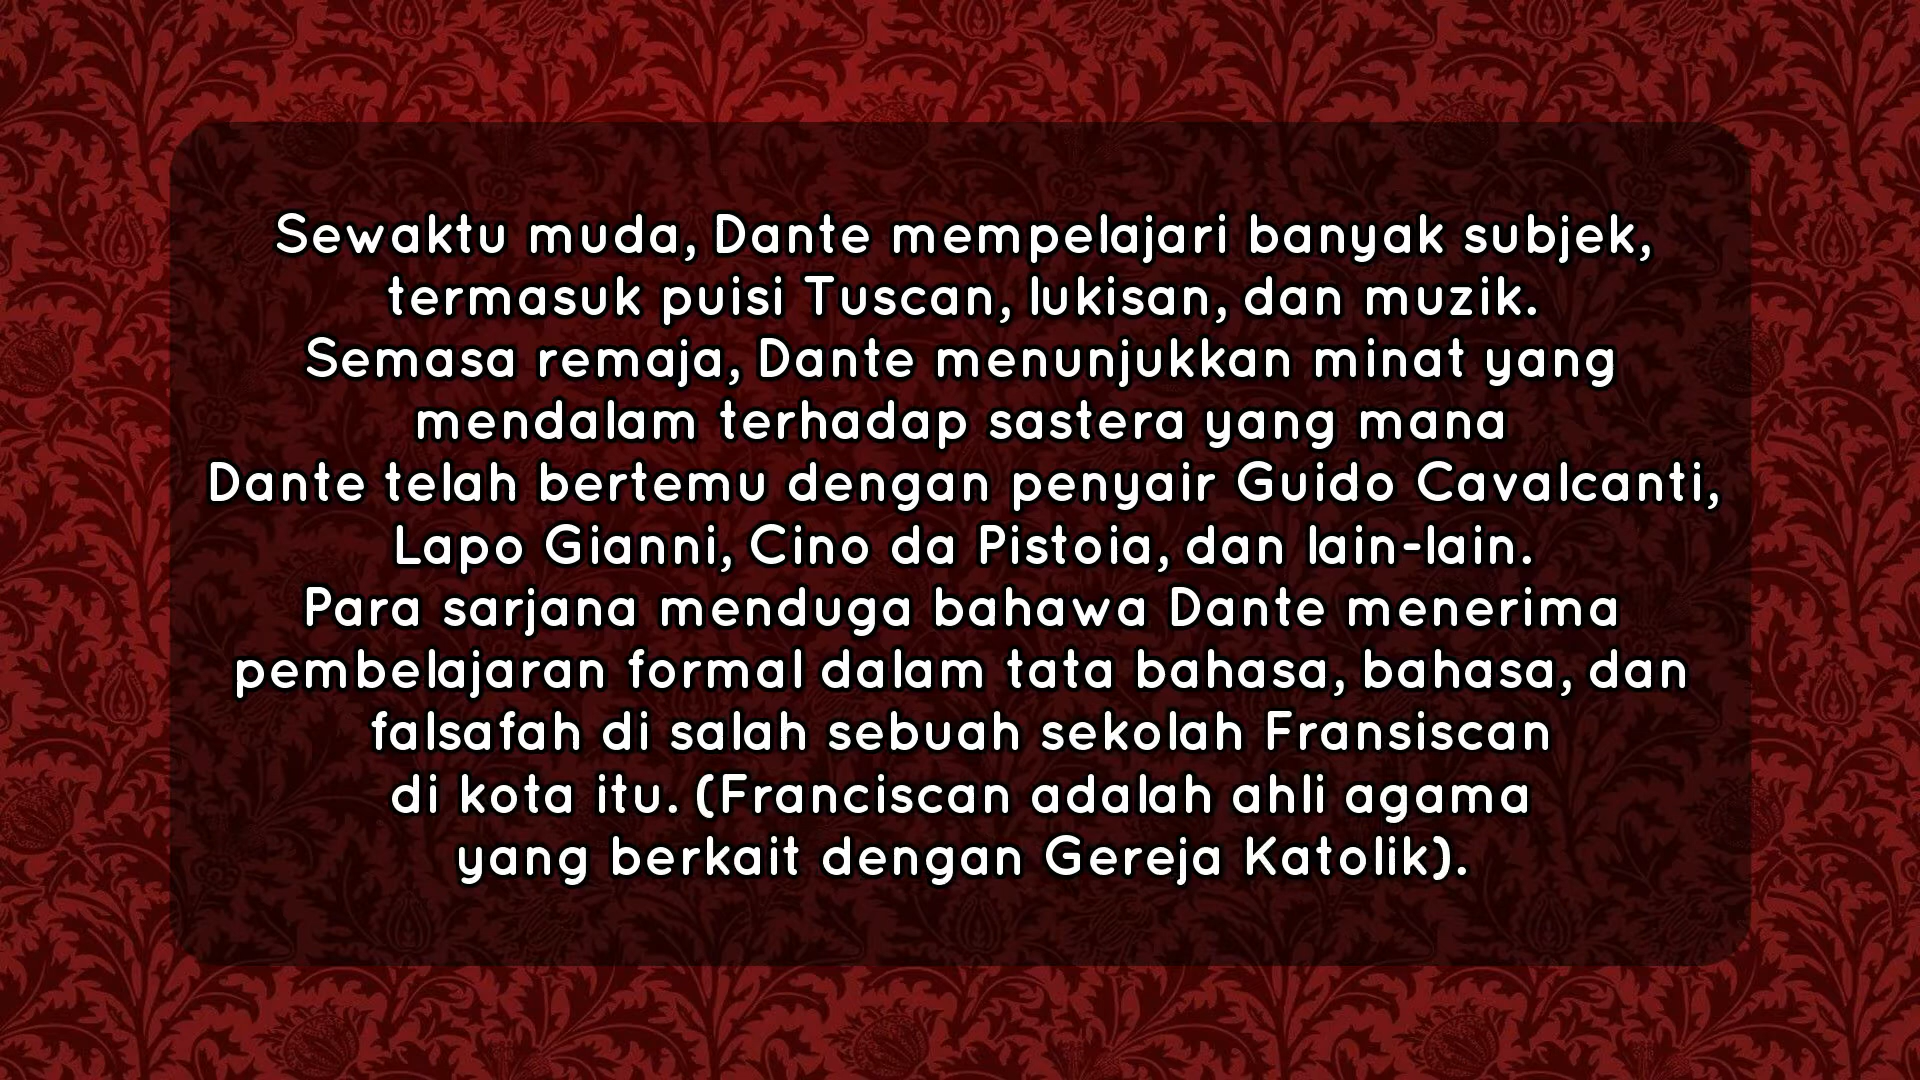 Sewaktu muda, Dante mempelajari banyak subjek,
termasuk puisi Tuscan, lukisan, dan muzik.
Semasa remaja, Dante menunjukkan minat yang
mendalam terhadap sastera yang mana
Dante telah bertemu dengan penyair Guido Cavalcanti,
Lapo Gianni, Cino da Pistoia, dan lain-lain.
Para sarjana menduga bahawa Dante menerima
pembelajaran formal dalam tata bahasa, bahasa, dan
falsafah di salah sebuah sekolah Fransiscan
di kota itu. (Franciscan adalah ahli agama
yang berkait dengan Gereja Katolik).